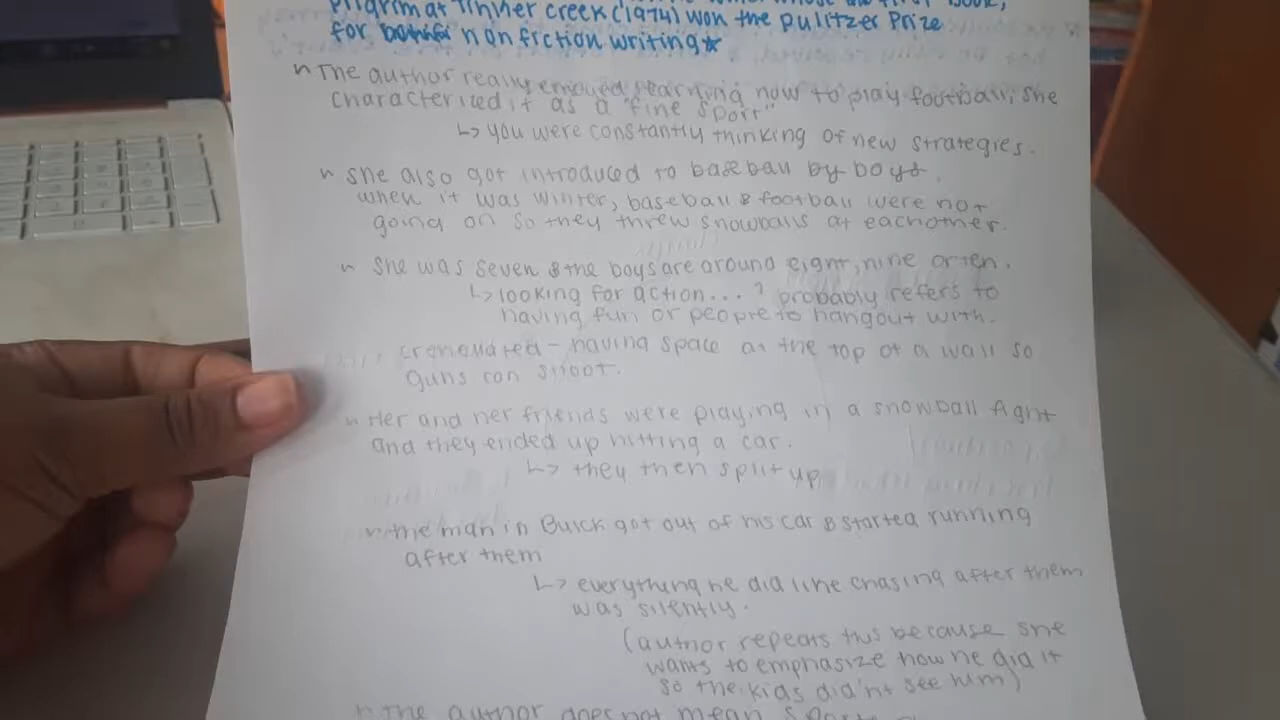 Pilgrim at Tinker Creek (1974) won the Pulitzer Prize
for nonfiction writing*
~ The author really enjoyed learning how to play football, she
characterized it as a "fine sport"
↳ you were constantly thinking of new strategies.
~ she also got introduced to baseball by boys.
when it was winter, baseball & football were not
going on so they threw snowballs at eachother.
~ she was seven & the boys are around eight, nine or ten.
↳ looking for action...? probably refers to
having fun or people to hangout with.
crenellated - having space at the top of a wall so
guns can shoot.
~ Her and her friends were playing in a snowball fight
and they ended up hitting a car.
↳ they then split up
~ the man in Buick got out of his car & started running
after them
↳ everything he did like chasing after them
was silently.
(author repeats this because she
wants to emphasize how he did it
so the kids did'nt see him)
~ the author does not mean